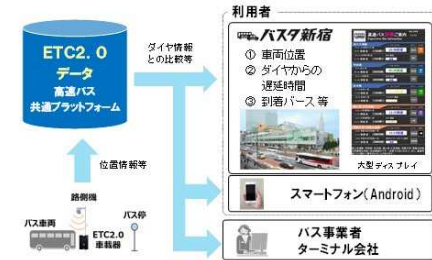 利用者
ETC2.0
データ
高速バス
共通プラットフォーム
ダイヤ情報
との比較等
バスタ新宿
① 車両位置
② ダイヤからの
遅延時間
③ 到着バース等
大型ディスプレイ
位置情報等
路側機
バス車両
バス停
ETC2.0
車載器
スマートフォン(Android)
バス事業者
ターミナル会社